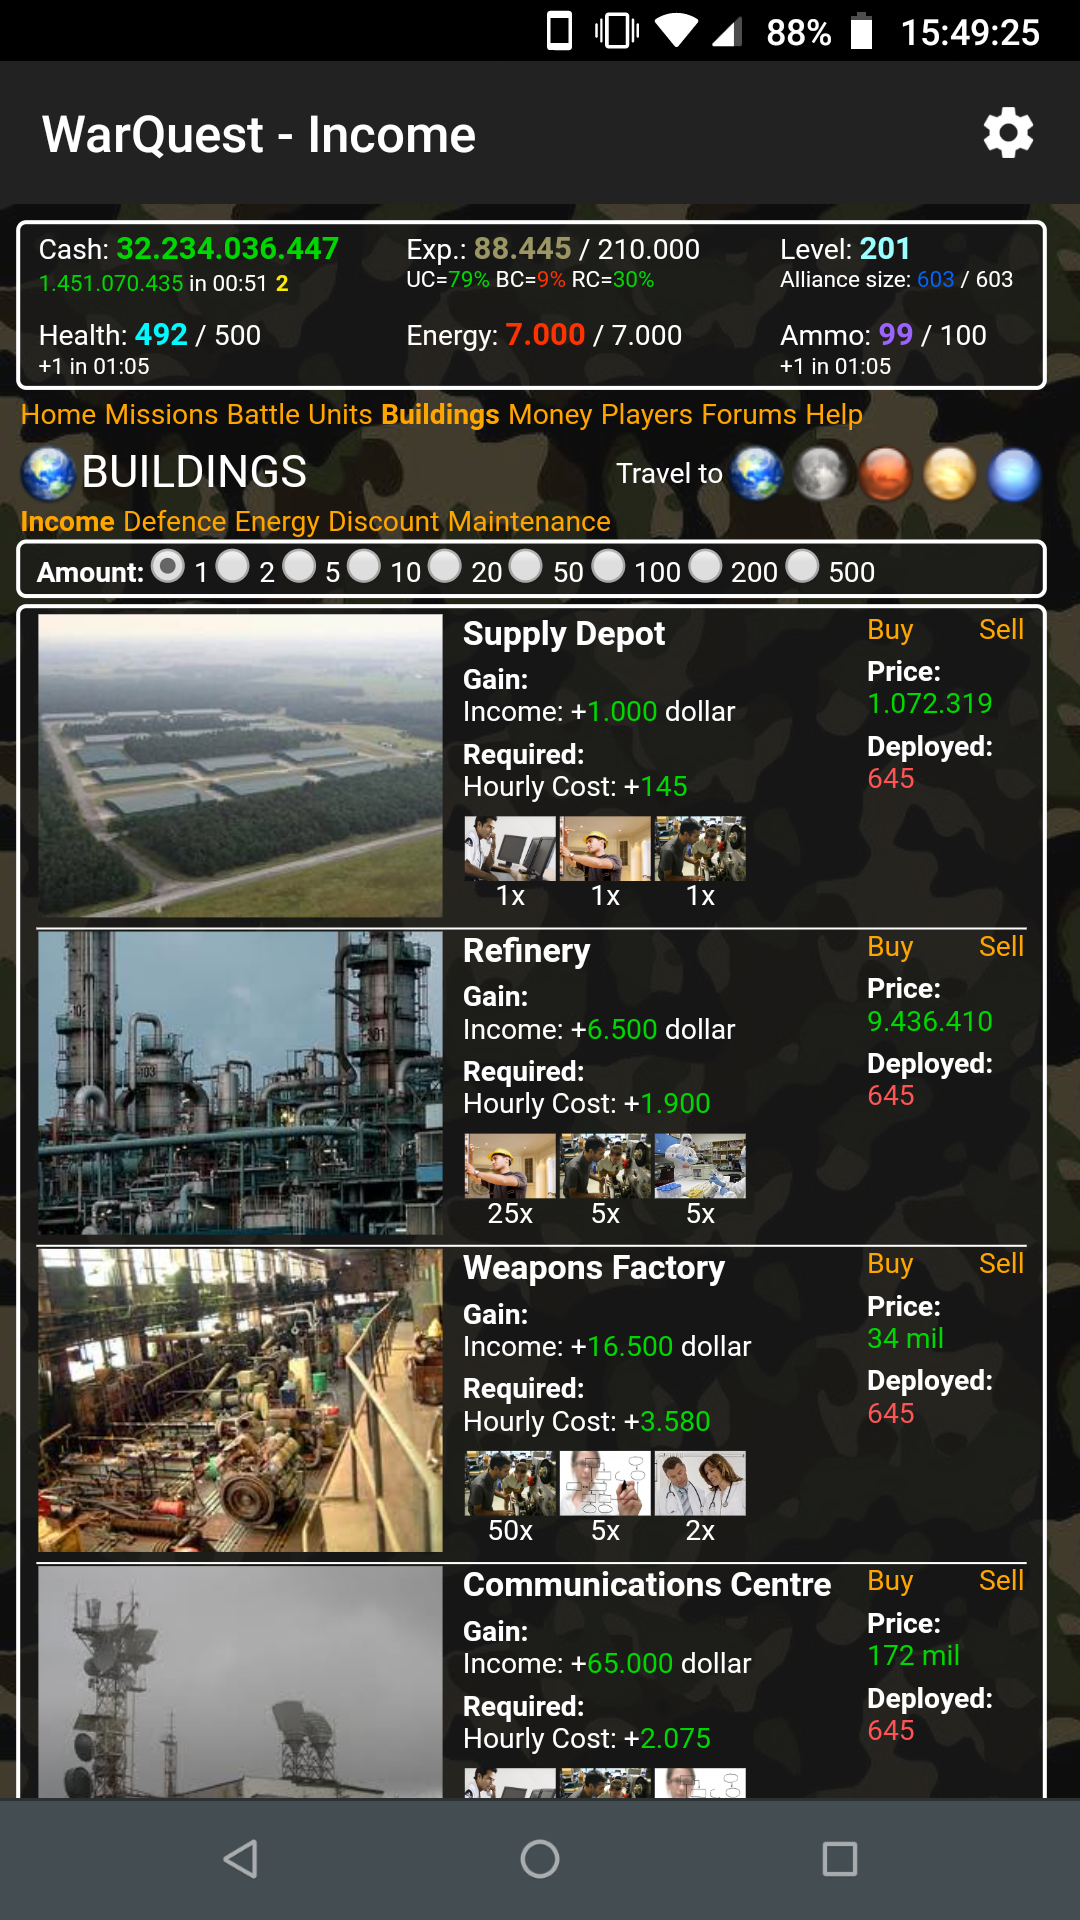 88% 15:49:25
WarQuest - Income
Cash: 32.234.036.447 Exp.: 88.445 / 210.000 Level: 201
1.451.070.435 in 00:51 2 UC=79% BC=9% RC=30% Alliance size: 603 / 603
Health: 492 / 500 Energy: 7.000 / 7.000 Ammo: 99 / 100
+1 in 01:05 +1 in 01:05
Home Missions Battle Units Buildings Money Players Forums Help
BUILDINGS Travel to
Income Defence Energy Discount Maintenance
Amount: 1 2 5 10 20 50 100 200 500
Supply Depot Buy Sell
Gain: Price:
Income: +1.000 dollar 1.072.319
Required: Deployed:
Hourly Cost: +145 645
1x 1x 1x
Refinery Buy Sell
Gain: Price:
Income: +6.500 dollar 9.436.410
Required: Deployed:
Hourly Cost: +1.900 645
25x 5x 5x
Weapons Factory Buy Sell
Gain: Price:
Income: +16.500 dollar 34 mil
Required: Deployed:
Hourly Cost: +3.580 645
50x 5x 2x
Communications Centre Buy Sell
Gain: Price:
Income: +65.000 dollar 172 mil
Required: Deployed:
Hourly Cost: +2.075 645